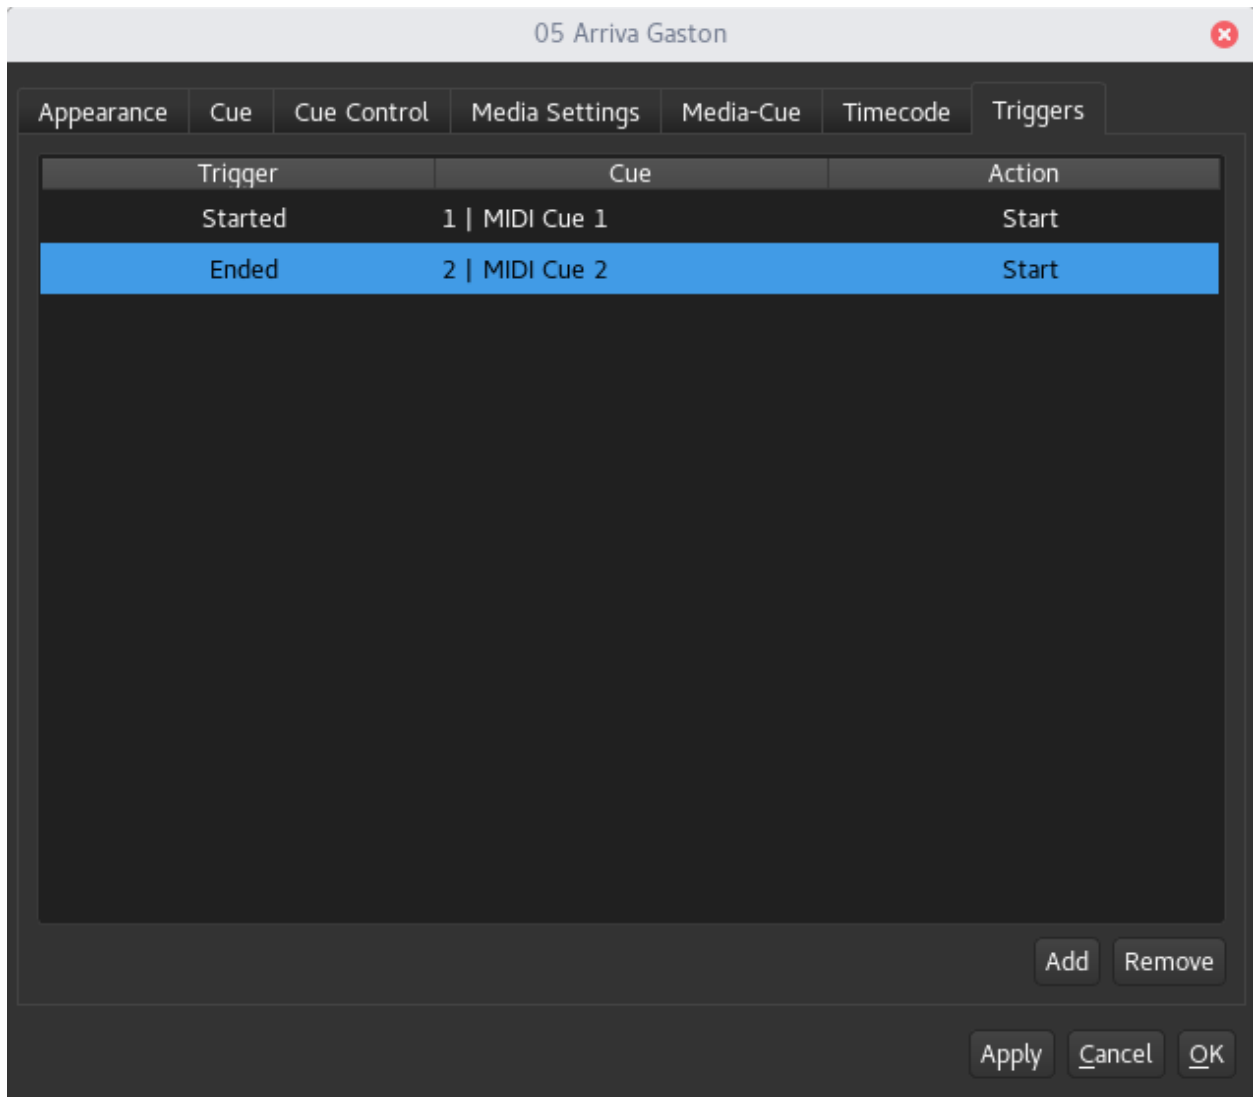 05 Arriva Gaston
Appearance Cue Cue Control Media Settings Media-Cue Timecode Triggers
Trigger Cue Action
Started 1 | MIDI Cue 1 Start
Ended 2 | MIDI Cue 2 Start
Add Remove
Apply Cancel OK